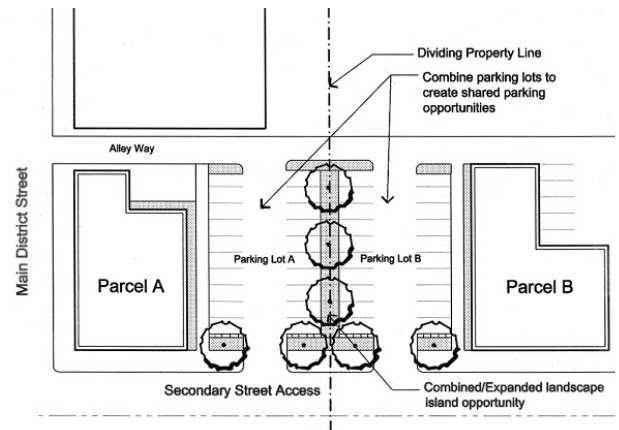 Dividing Property Line
Combine parking lots to
create shared parking
opportunities
Alley Way
Main District Street
Parking Lot A
Parking Lot B
Parcel A
Parcel B
Secondary Street Access
Combined/Expanded landscape
island opportunity